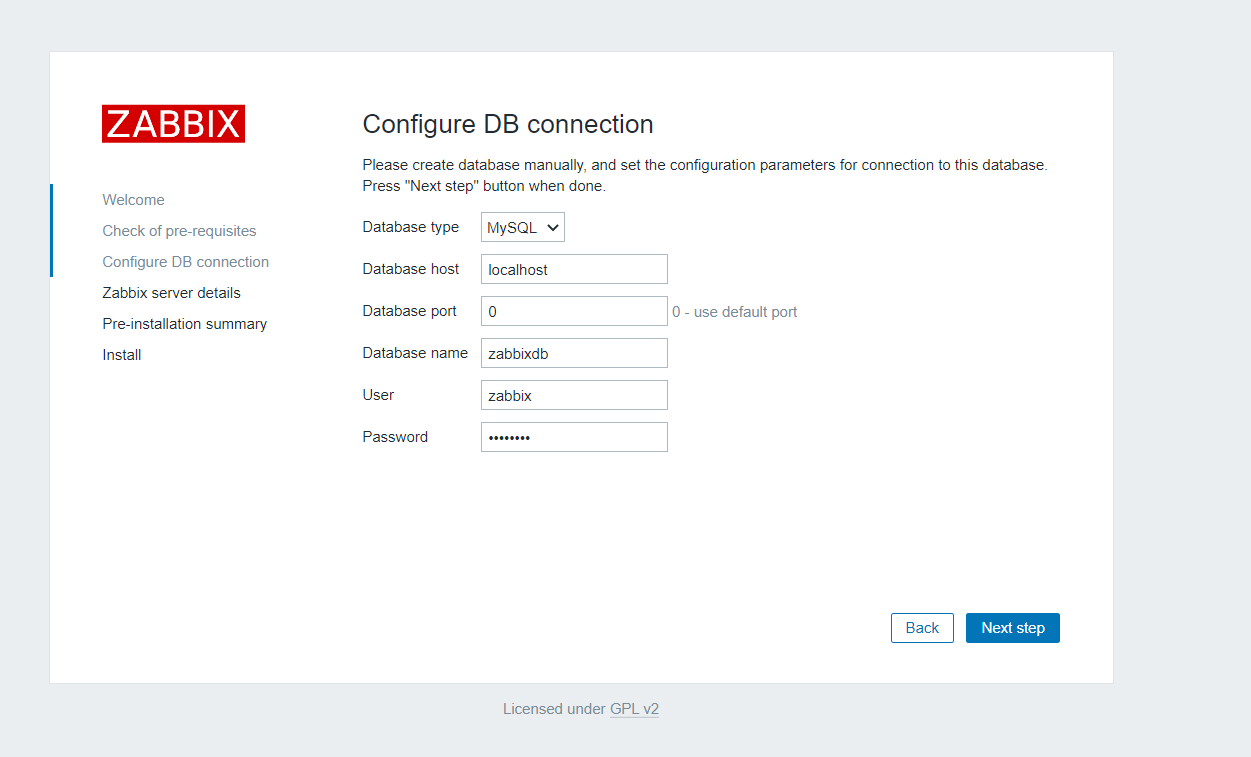 ZABBIX
Welcome
Check of pre-requisites
Configure DB connection
Zabbix server details
Pre-installation summary
Install
Configure DB connection
Please create database manually, and set the configuration parameters for connection to this database.
Press "Next step" button when done.
Database type MySQL
Database host localhost
Database port 0 0 - use default port
Database name zabbixdb
User zabbix
Password ••••••••
Back Next step
Licensed under GPL v2